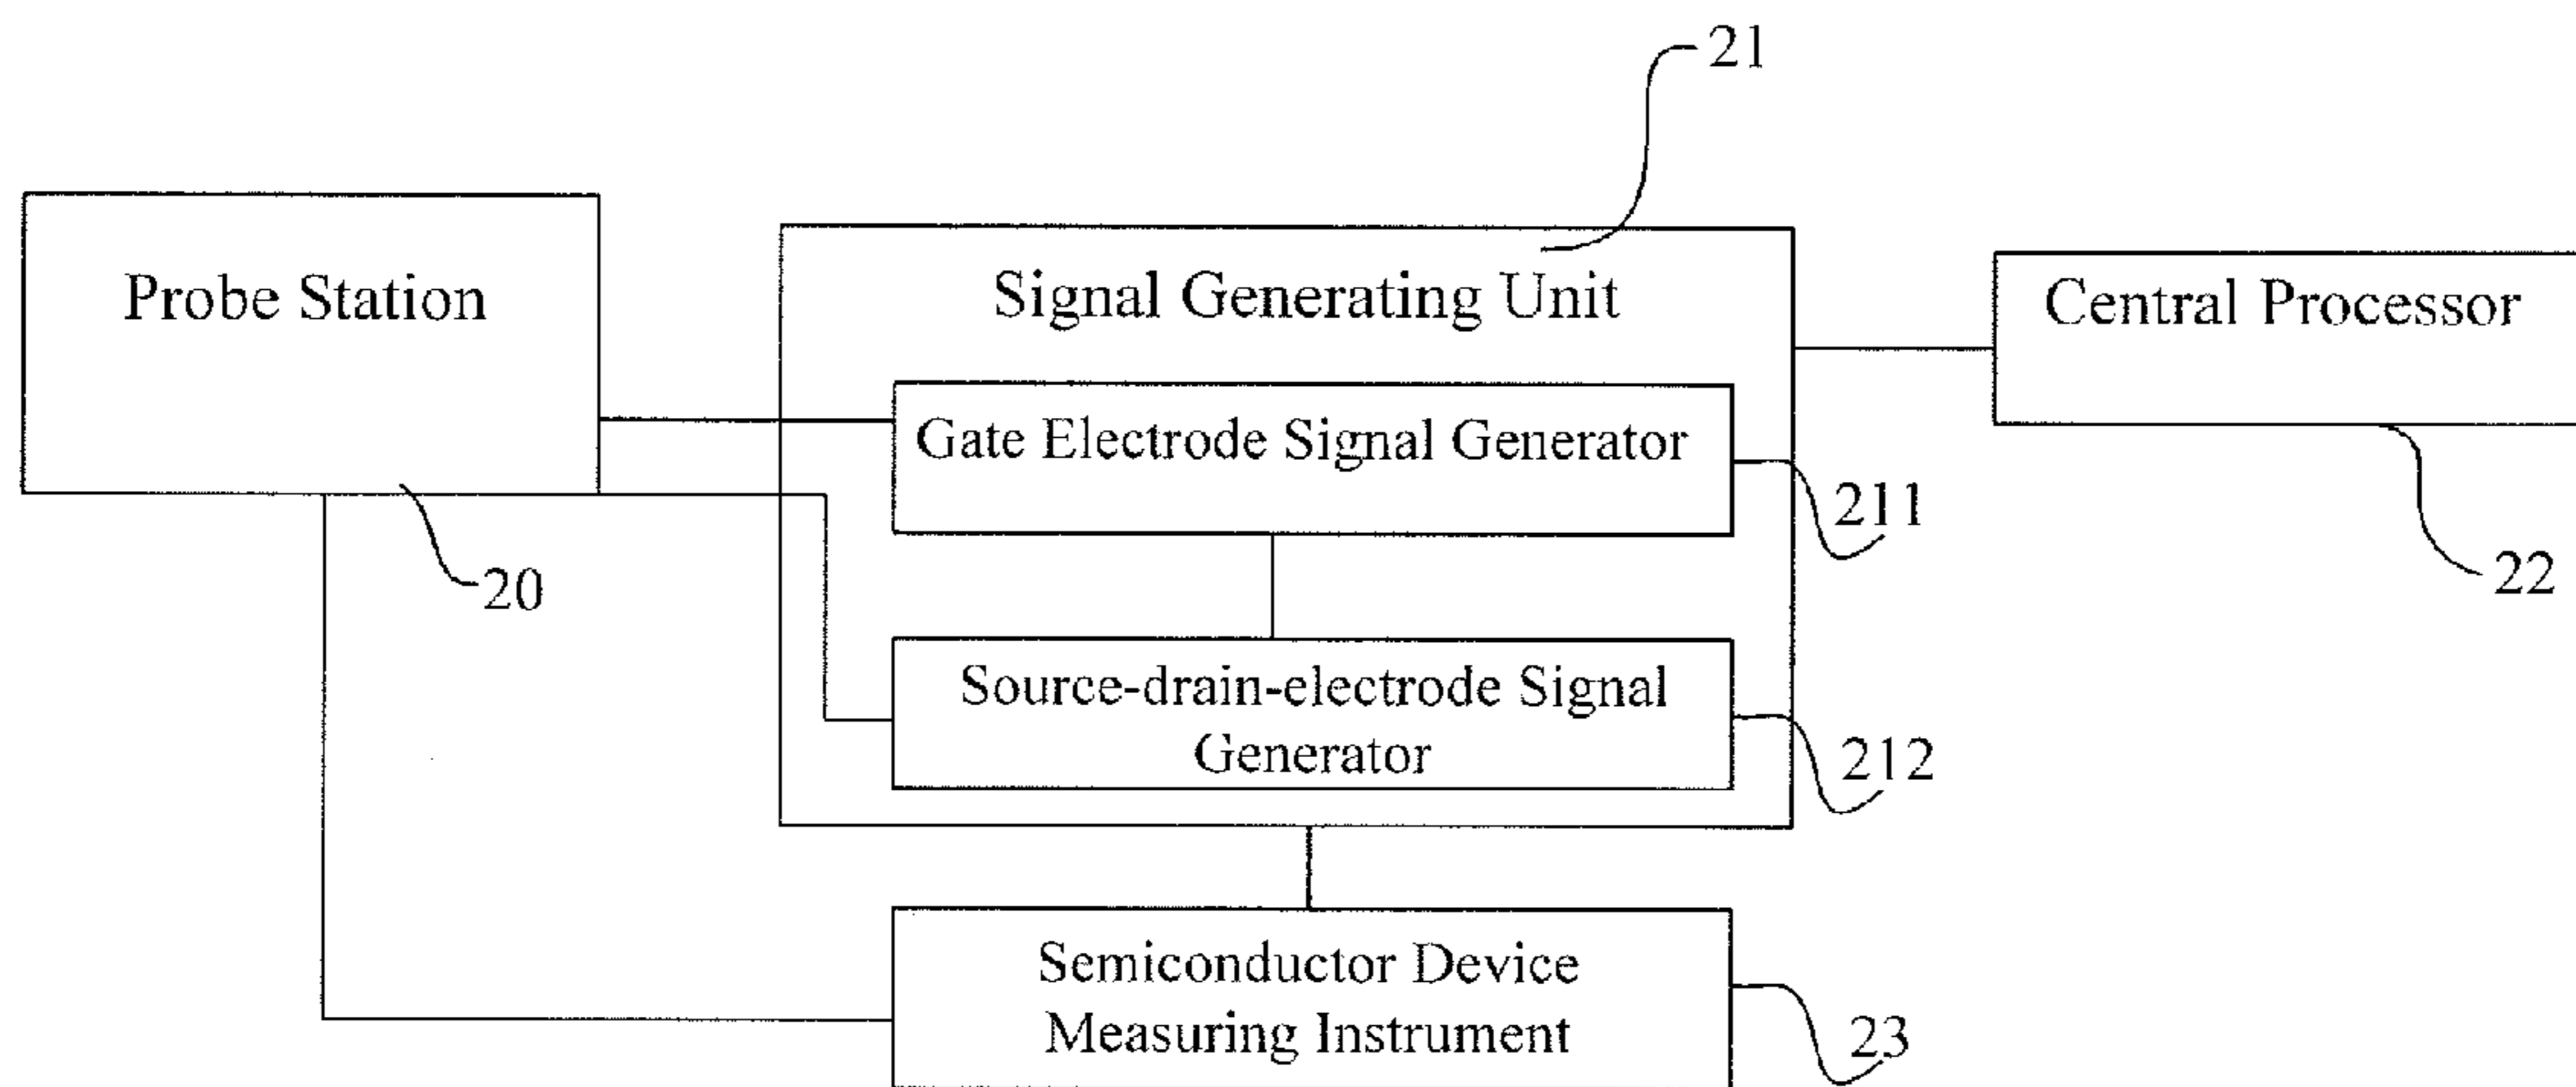 21
Probe Station
Signal Generating Unit
Central Processor
Gate Electrode Signal Generator
211
20
22
Source-drain-electrode Signal
Generator
212
Semiconductor Device
Measuring Instrument
23